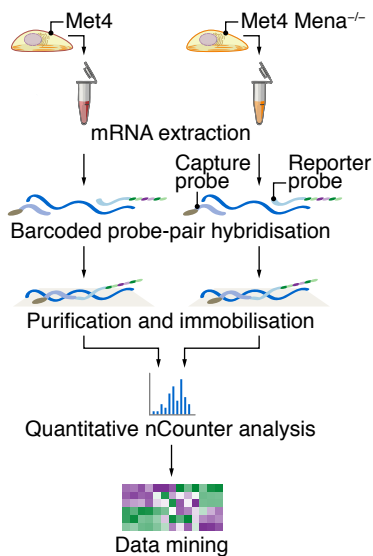 Met4
Met4 Mena⁻/⁻
mRNA extraction
Capture
probe
Reporter
probe
Barcoded probe-pair hybridisation
Purification and immobilisation
Quantitative nCounter analysis
Data mining